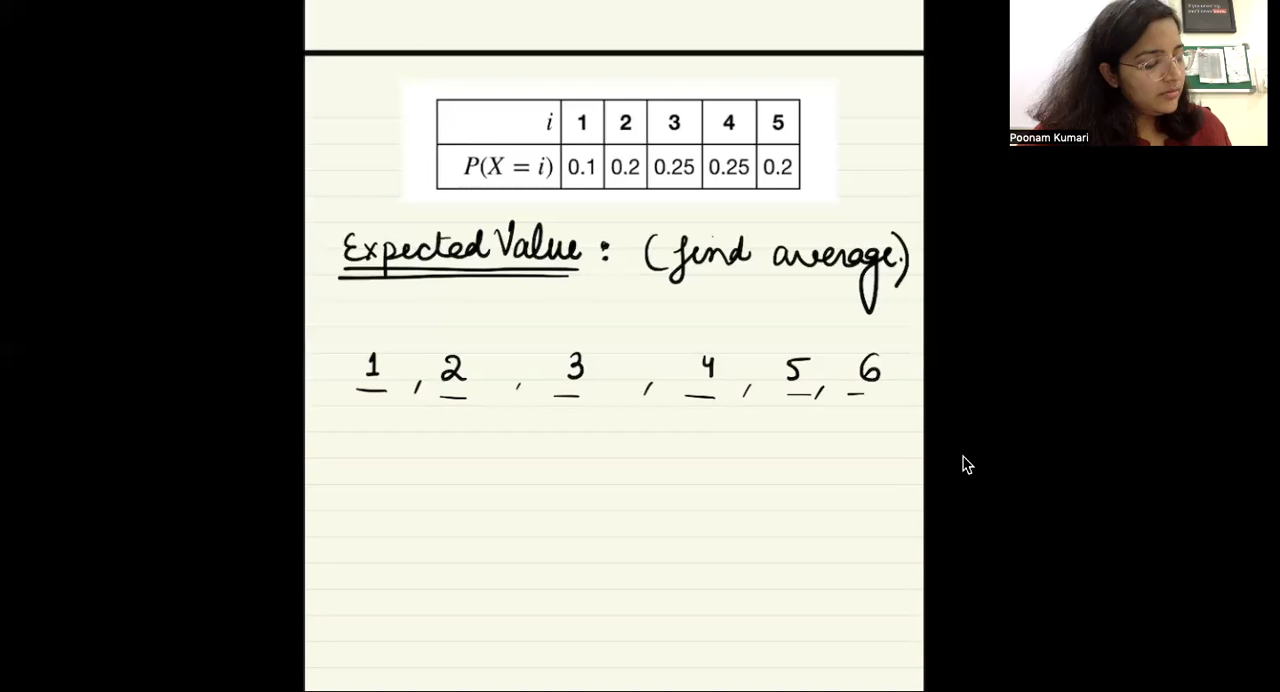 i 1 2 3 4 5
P(X = i) 0.1 0.2 0.25 0.25 0.2
Expected Value : (find average.)
1 , 2 , 3 , 4 , 5 , 6
Poonam Kumari